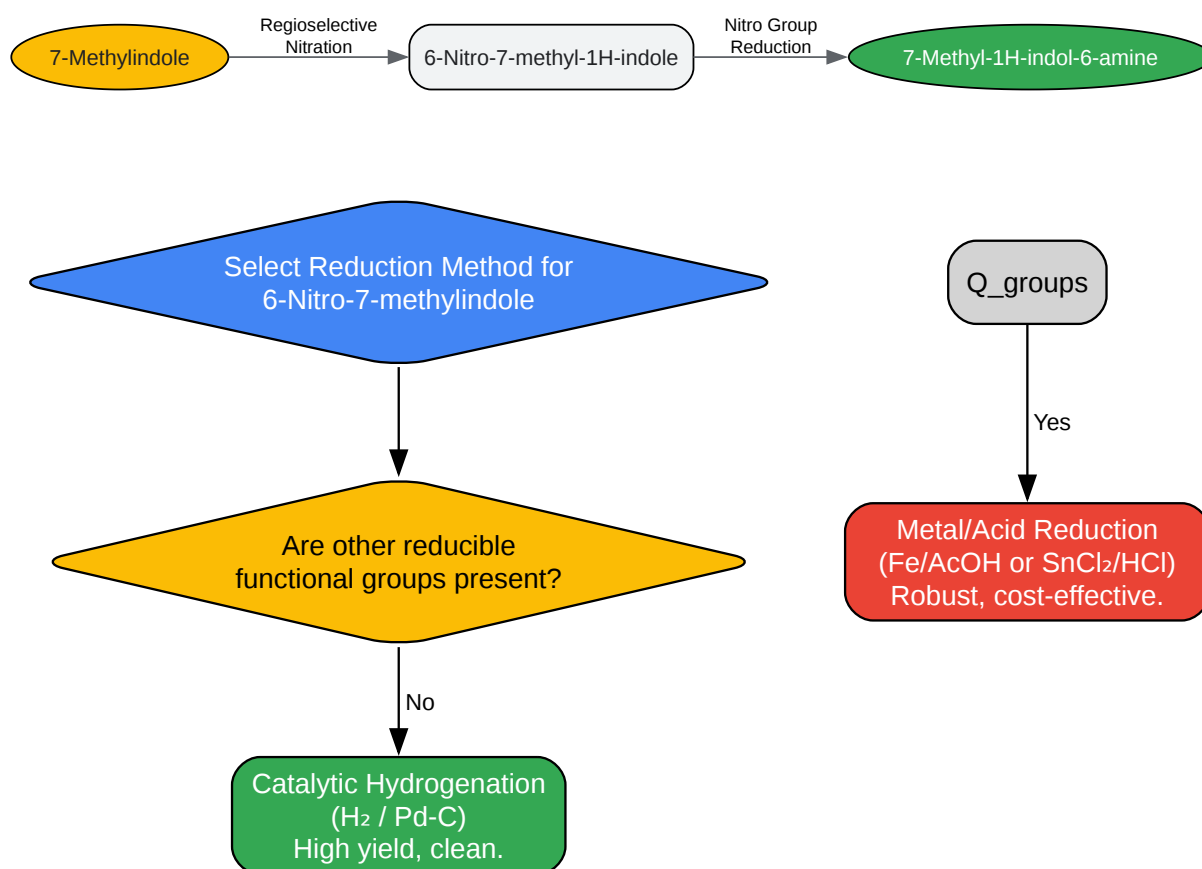 7-Methylindole
Regioselective
Nitration
6-Nitro-7-methyl-1H-indole
Nitro Group
Reduction
7-Methyl-1H-indol-6-amine
Select Reduction Method for
6-Nitro-7-methylindole
Are other reducible
functional groups present?
No
Catalytic Hydrogenation
(H₂ / Pd-C)
High yield, clean.
Q_groups
Yes
Metal/Acid Reduction
(Fe/AcOH or SnCl₂/HCl)
Robust, cost-effective.